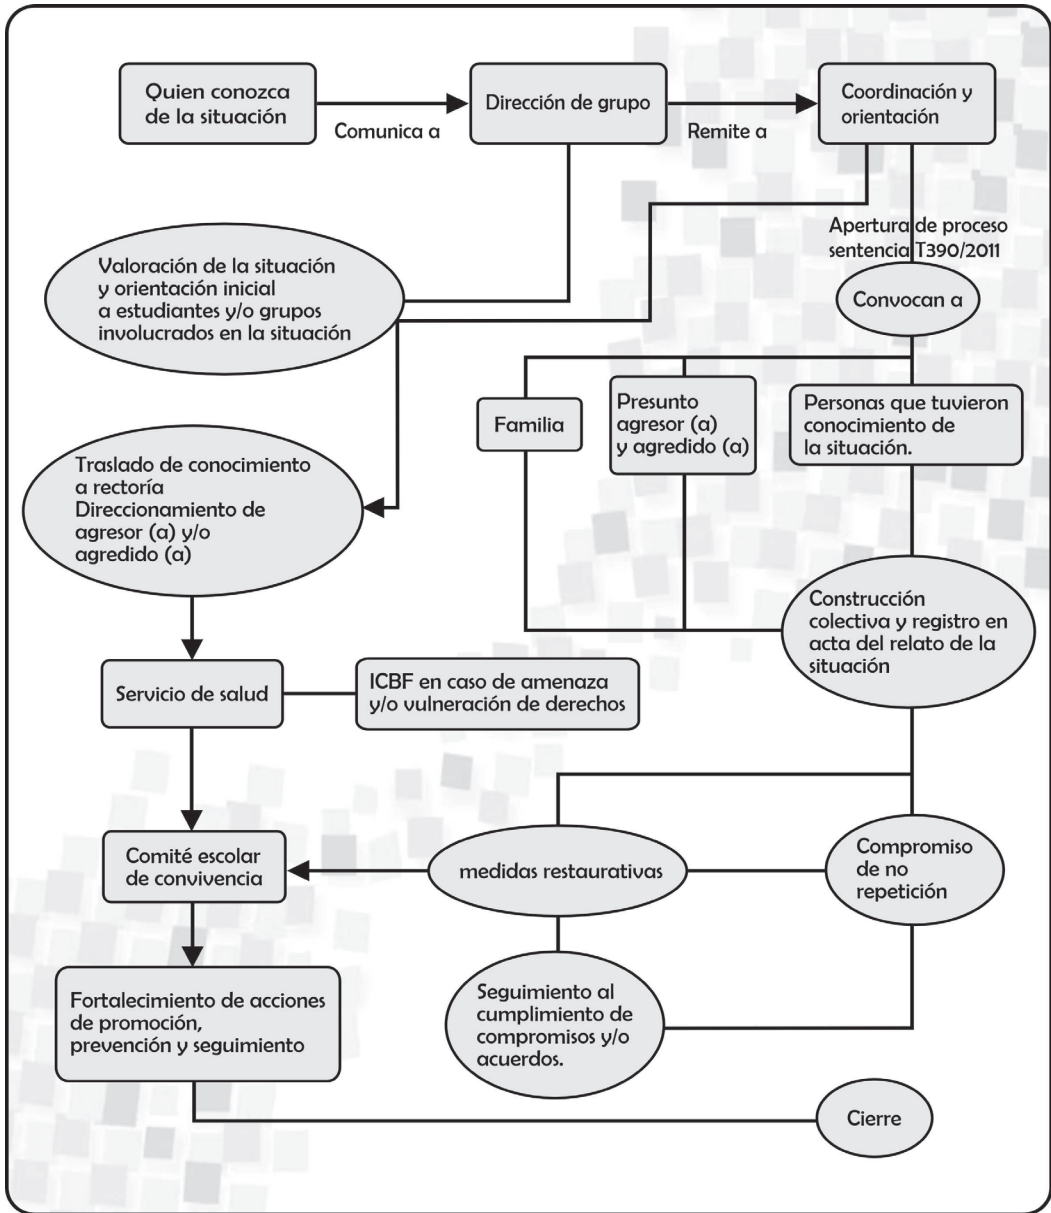 Quien conozca
de la situación
Comunica a
Dirección de grupo
Remite a
Coordinación y
orientación
Apertura de proceso
sentencia T390/2011
Convocan a
Valoración de la situación
y orientación inicial
a estudiantes y/o grupos
involucrados en la situación
Familia
Presunto
agresor (a)
y agredido (a)
Personas que tuvieron
conocimiento de
la situación.
Traslado de conocimiento
a rectoría
Direccionamiento de
agresor (a) y/o
agredido (a)
Construcción
colectiva y registro en
acta del relato de la
situación
Servicio de salud
ICBF en caso de amenaza
y/o vulneración de derechos
Comité escolar
de convivencia
medidas restaurativas
Compromiso
de no
repetición
Fortalecimiento de acciones
de promoción,
prevención y seguimiento
Seguimiento al
cumplimiento de
compromisos y/o
acuerdos.
Cierre